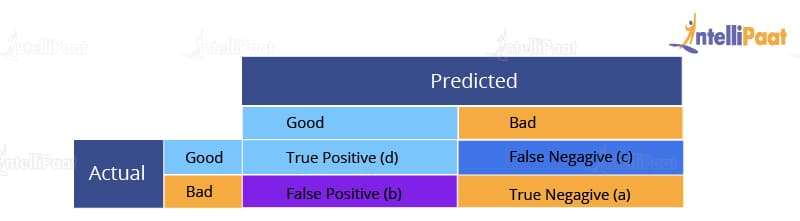 IntelliPaat
Predicted
Good Bad
Actual Good True Positive (d) False Negagive (c)
Bad False Positive (b) True Negagive (a)